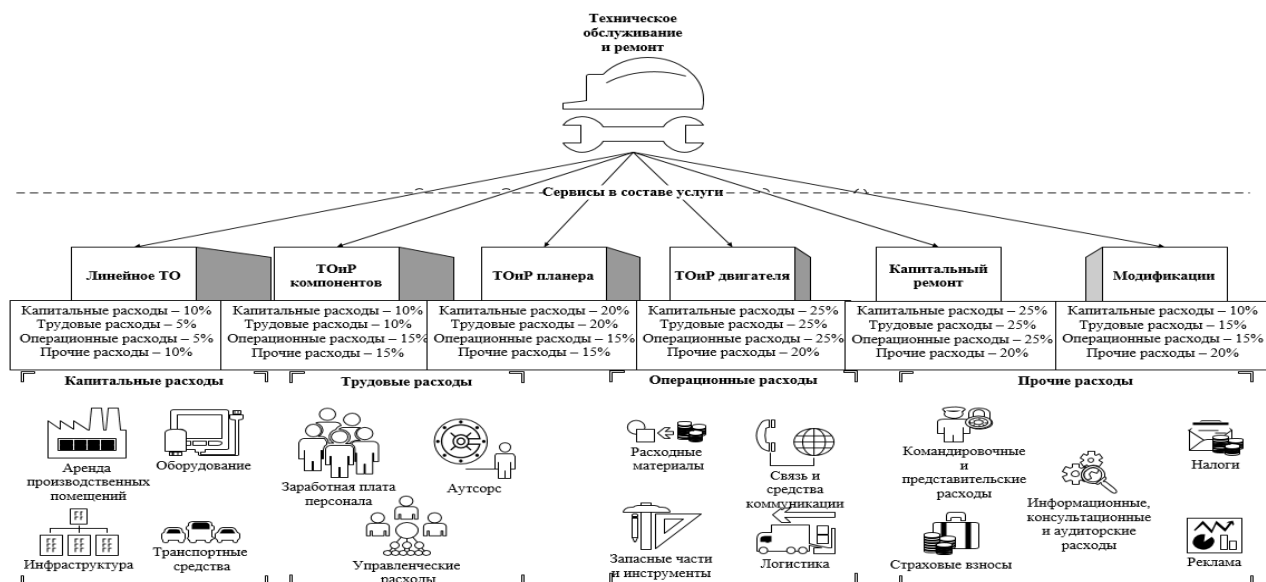 Техническое
обслуживание
и ремонт
Сервисы в составе услуги
Линейное ТО
ТОиР
компонентов
ТОиР планера
ТОиР двигателя
Капитальный
ремонт
Модификации
Капитальные расходы – 10%
Трудовые расходы – 5%
Операционные расходы – 5%
Прочие расходы – 10%
Капитальные расходы – 10%
Трудовые расходы – 10%
Операционные расходы – 15%
Прочие расходы – 15%
Капитальные расходы – 20%
Трудовые расходы – 20%
Операционные расходы – 15%
Прочие расходы – 15%
Капитальные расходы – 25%
Трудовые расходы – 25%
Операционные расходы – 25%
Прочие расходы – 20%
Капитальные расходы – 25%
Трудовые расходы – 25%
Операционные расходы – 25%
Прочие расходы – 20%
Капитальные расходы – 10%
Трудовые расходы – 15%
Операционные расходы – 15%
Прочие расходы – 20%
Капитальные расходы
Аренда
производственных
помещений
Оборудование
Инфраструктура
Транспортные
средства
Трудовые расходы
Заработная плата
персонала
Аутсорс
Управленческие
расходы
Операционные расходы
Расходные
материалы
Связь и
средства
коммуникации
Запасные части
и инструменты
Логистика
Прочие расходы
Командировочные
и
представительские
расходы
Информационные,
консультационные
и аудиторские
расходы
Налоги
Страховые взносы
Реклама